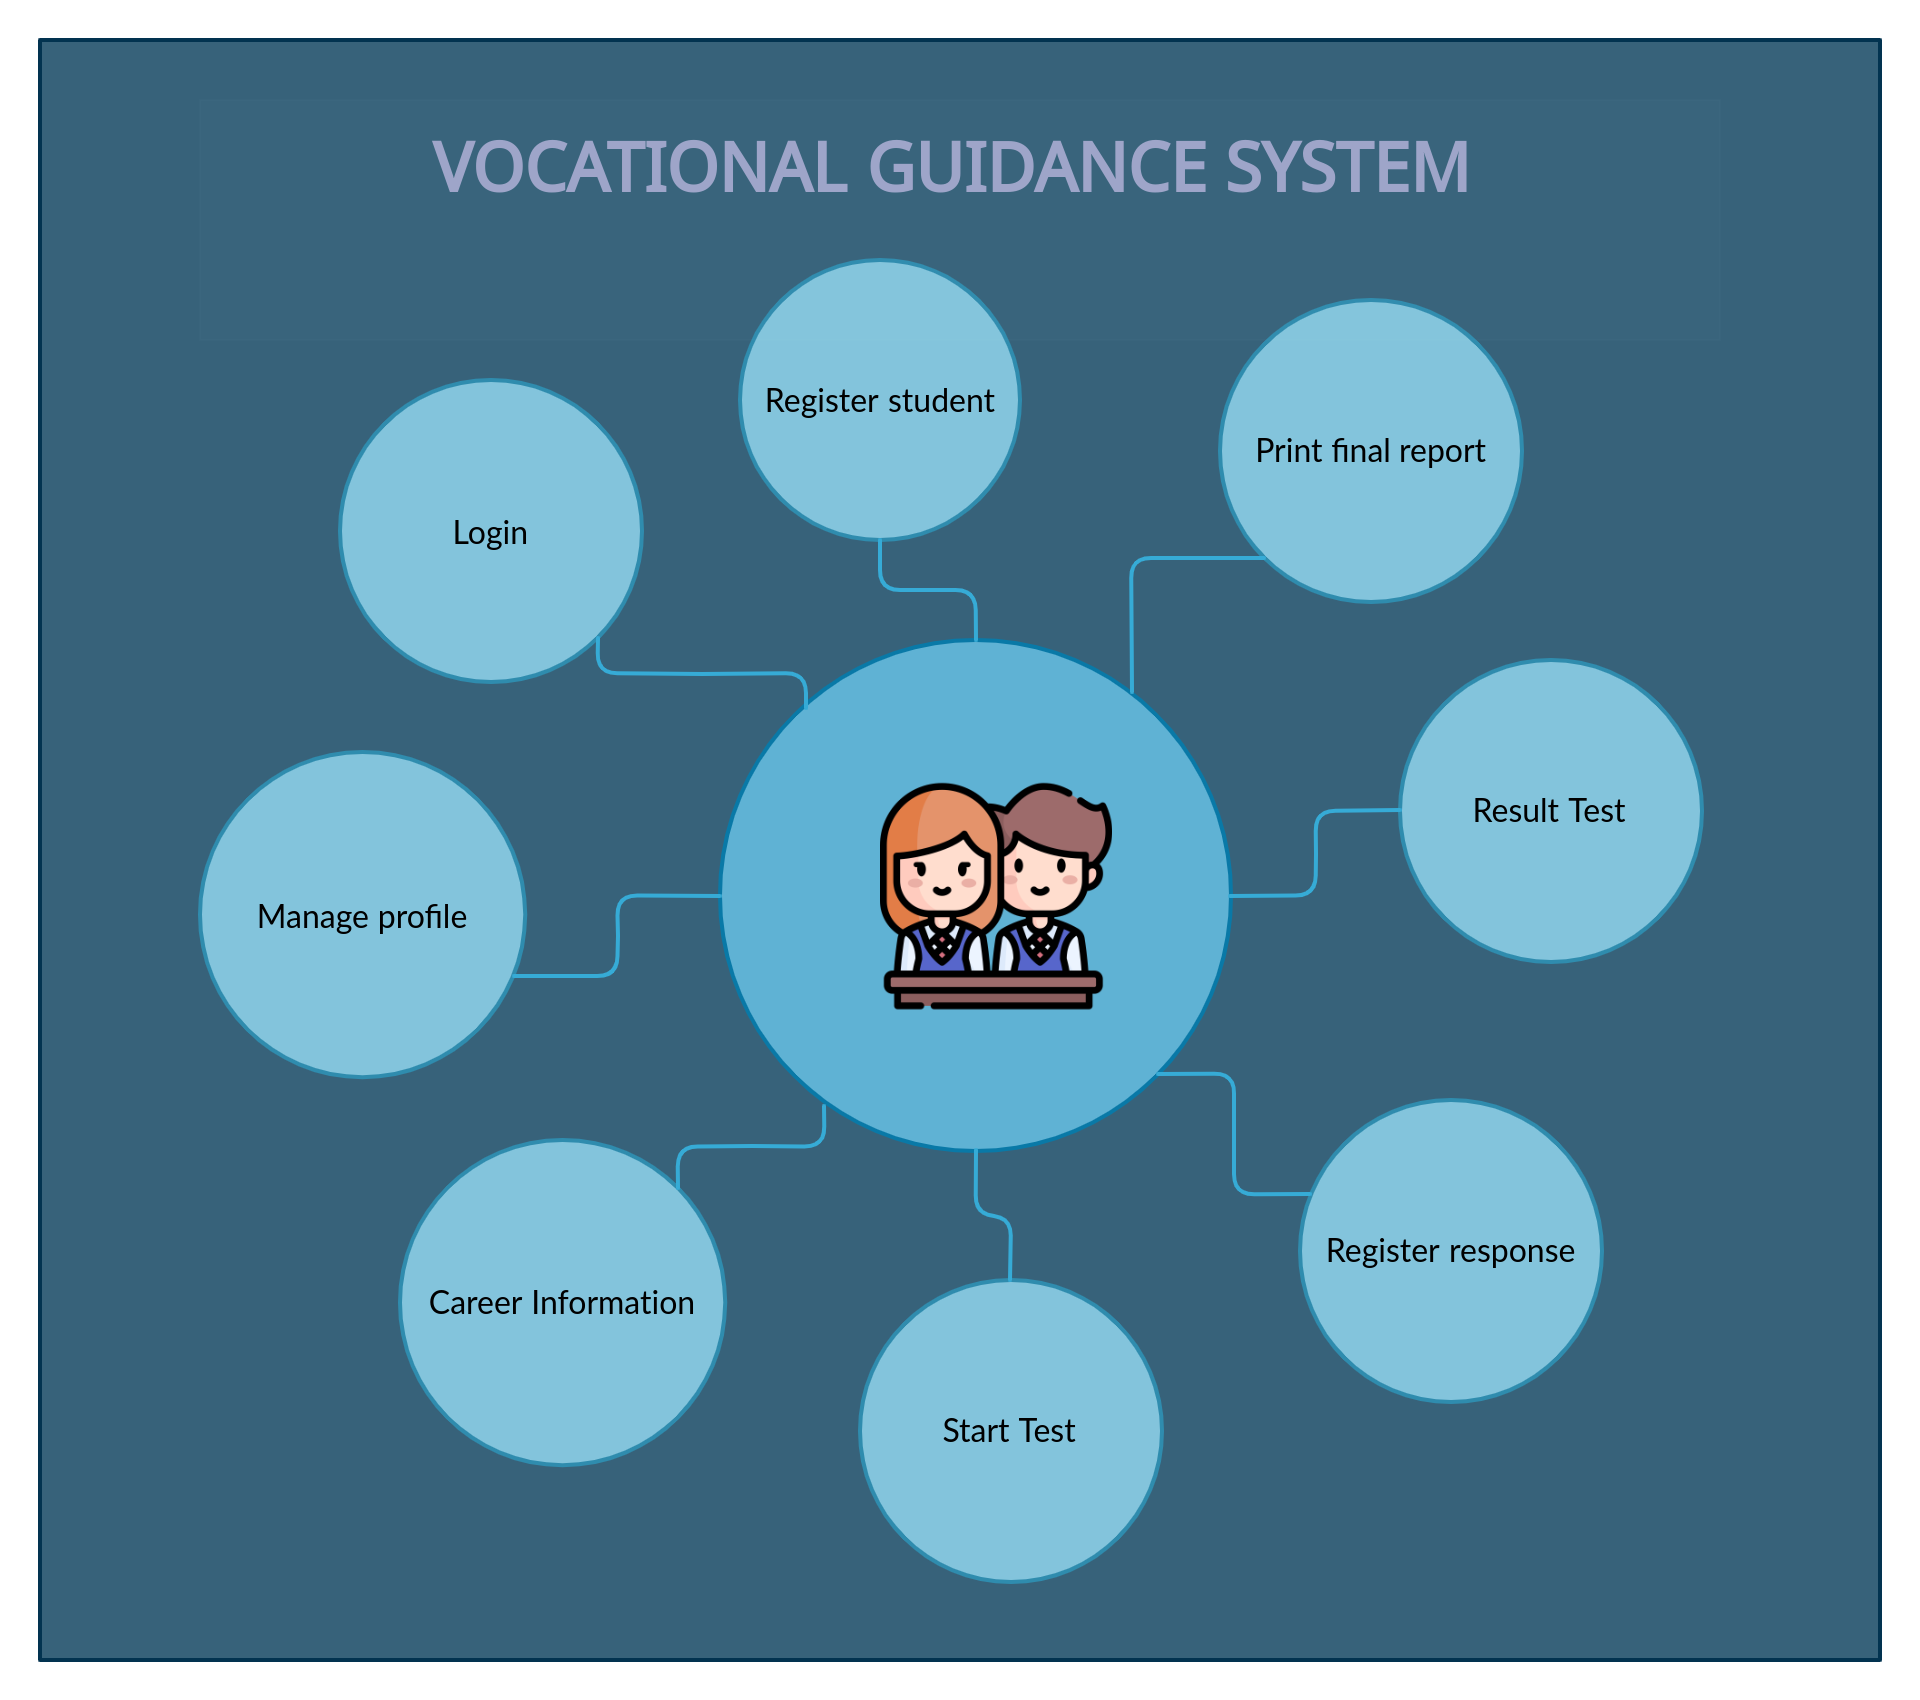 VOCATIONAL GUIDANCE SYSTEM
Register student
Print final report
Login
Result Test
Manage profile
Register response
Career Information
Start Test